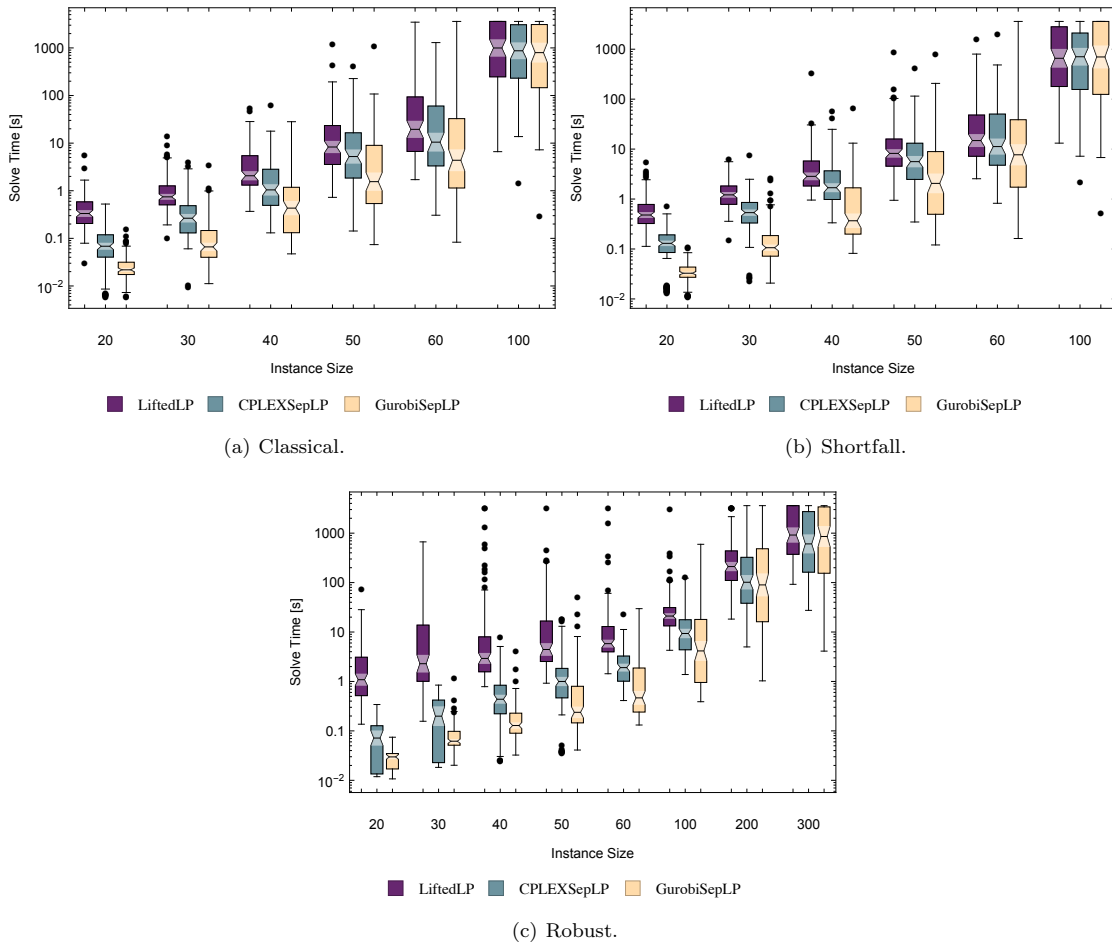 1000
100
10
1
0.1
10⁻²
Solve Time [s]
20 30 40 50 60 100
Instance Size
LiftedLP CPLEXSepLP GurobiSepLP
(a) Classical.
1000
100
10
1
0.1
10⁻²
Solve Time [s]
20 30 40 50 60 100
Instance Size
LiftedLP CPLEXSepLP GurobiSepLP
(b) Shortfall.
1000
100
10
1
0.1
10⁻²
Solve Time [s]
20 30 40 50 60 100 200 300
Instance Size
LiftedLP CPLEXSepLP GurobiSepLP
(c) Robust.